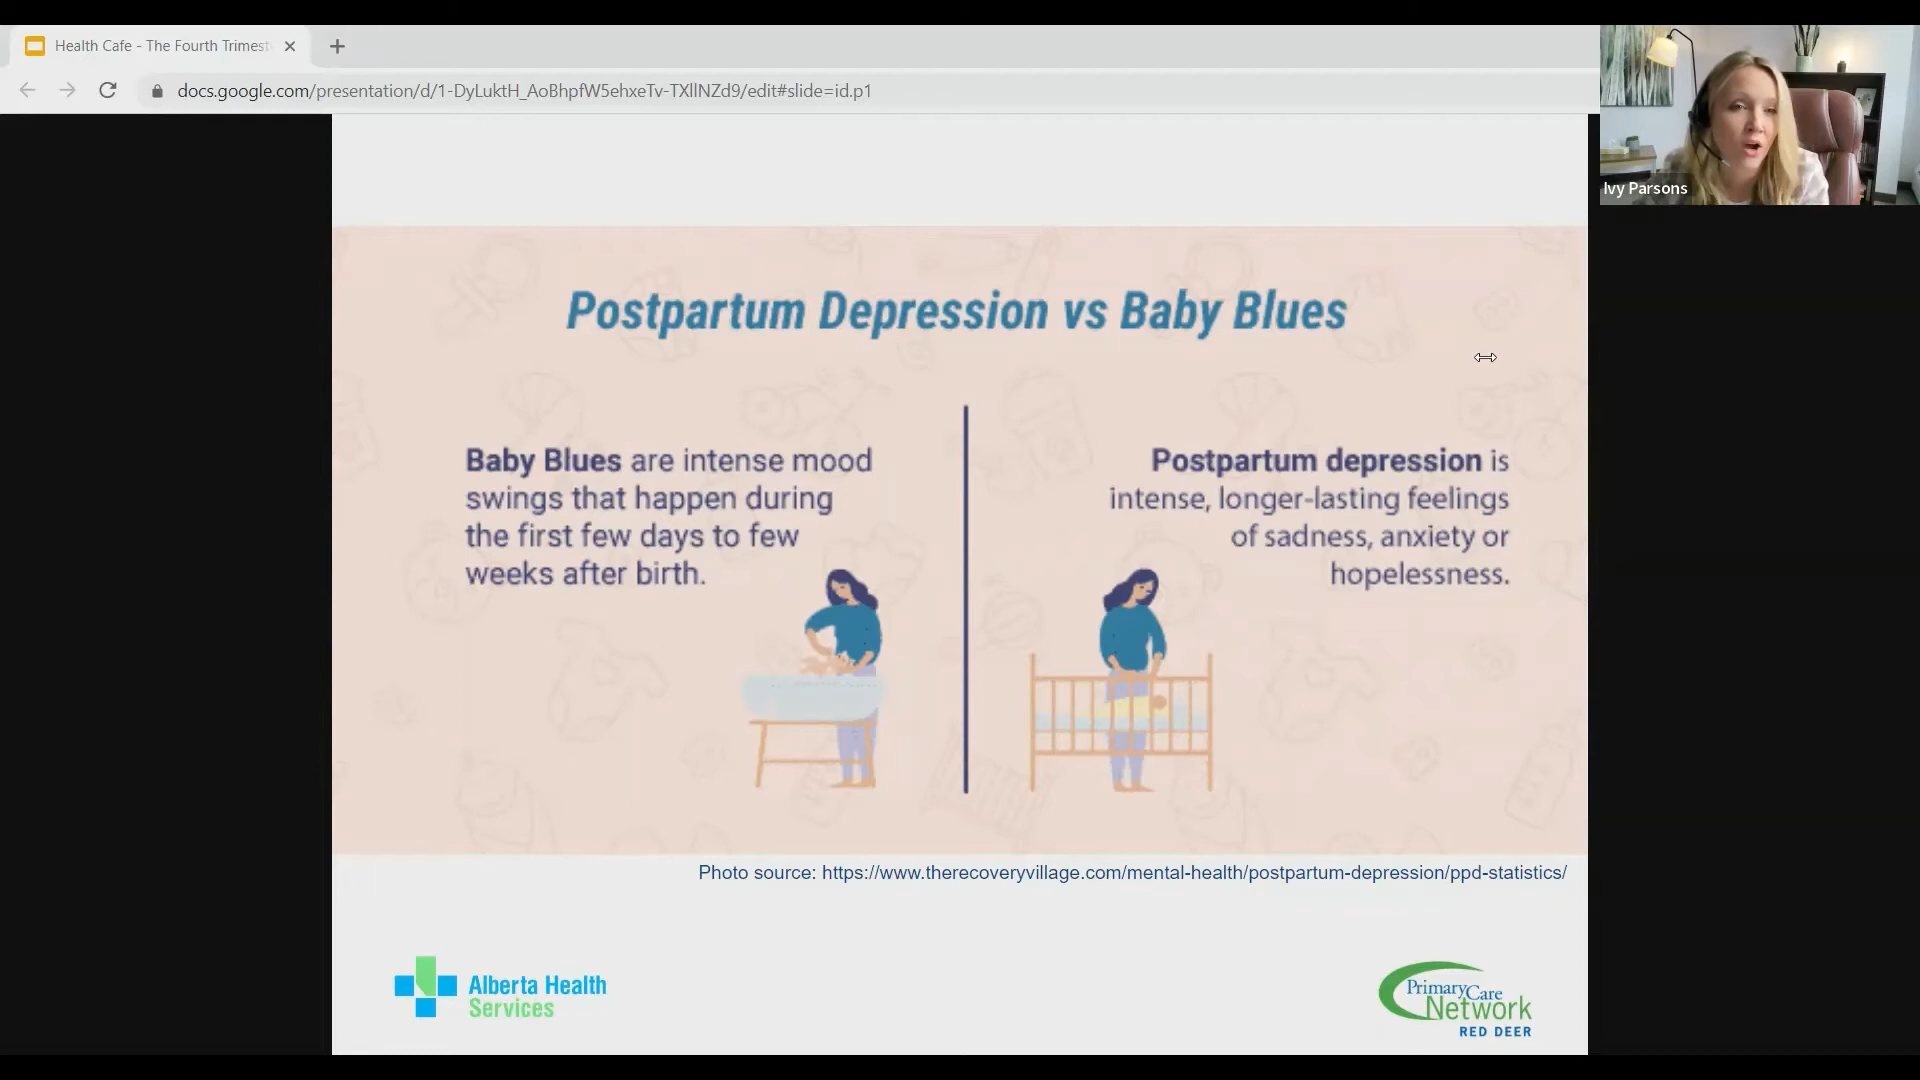 Health Cafe - The Fourth Trimest
docs.google.com/presentation/d/1-DyLuktH_AoBhpfW5ehxeTv-TXllNZd9/edit#slide=id.p1
Ivy Parsons
Postpartum Depression vs Baby Blues
Baby Blues are intense mood
swings that happen during
the first few days to few
weeks after birth.
Postpartum depression is
intense, longer-lasting feelings
of sadness, anxiety or
hopelessness.
Photo source: https://www.therecoveryvillage.com/mental-health/postpartum-depression/ppd-statistics/
Alberta Health
Services
PrimaryCare
Network
RED DEER